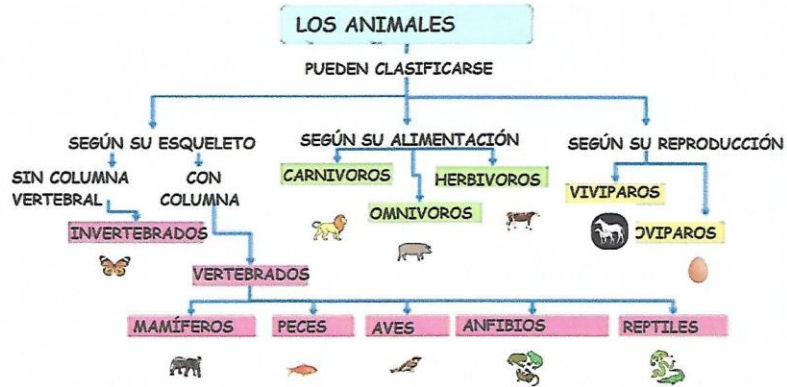 LOS ANIMALES
PUEDEN CLASIFICARSE
SEGÚN SU ESQUELETO
SEGÚN SU ALIMENTACIÓN
SEGÚN SU REPRODUCCIÓN
SIN COLUMNA
VERTEBRAL
CON
COLUMNA
CARNIVOROS
HERBIVOROS
OMNIVOROS
VIVIPAROS
OVIPAROS
INVERTEBRADOS
VERTEBRADOS
MAMÍFEROS
PECES
AVES
ANFIBIOS
REPTILES